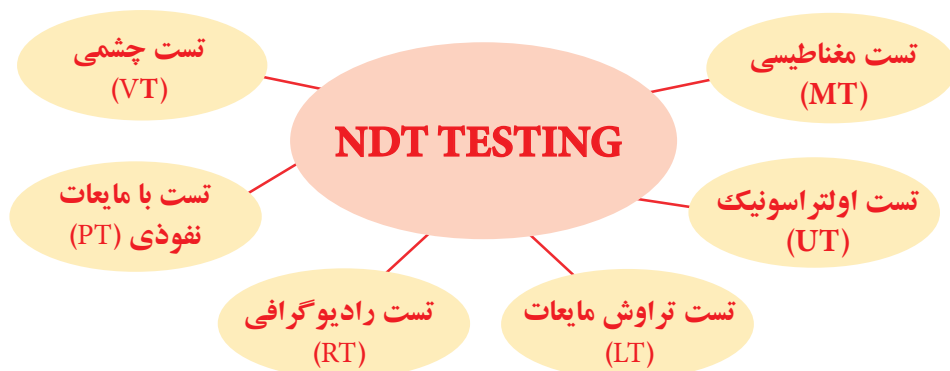 تست چشمی
(VT)
تست مغناطیسی
(MT)
NDT TESTING
تست با مایعات
نفوذی (PT)
تست اولتراسونیک
(UT)
تست رادیوگرافی
(RT)
تست تراوش مایعات
(LT)